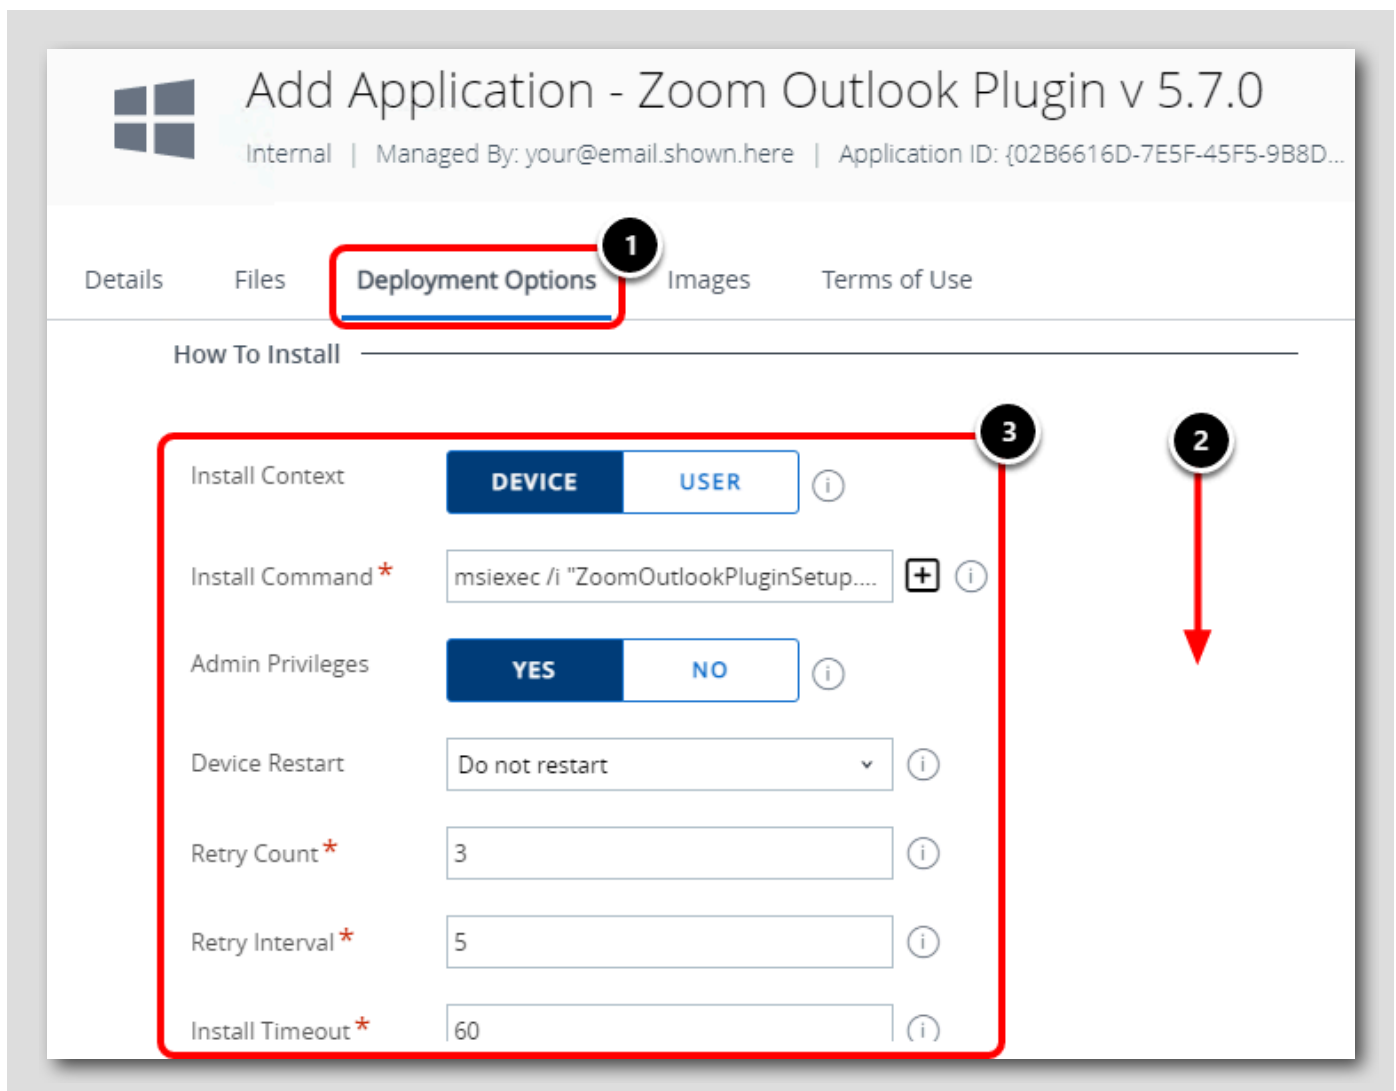 Add Application - Zoom Outlook Plugin v 5.7.0
Internal | Managed By: your@email.shown.here | Application ID: {02B6616D-7E5F-45F5-9B8D...
1
Details Files Deployment Options Images Terms of Use
How To Install
3
2
Install Context DEVICE USER i
Install Command * msiexec /i "ZoomOutlookPluginSetup.... + i
Admin Privileges YES NO i
Device Restart Do not restart i
Retry Count * 3 i
Retry Interval * 5 i
Install Timeout * 60 i